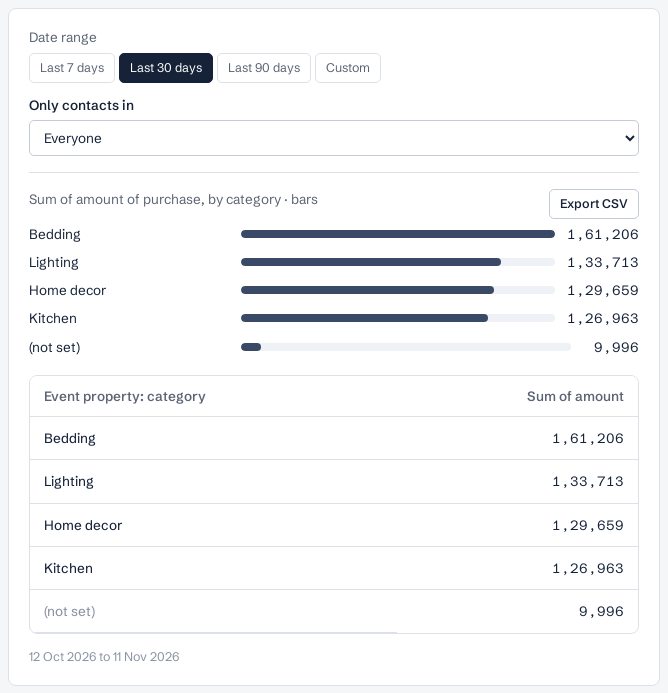 Date range
Last 7 days Last 30 days Last 90 days Custom
Only contacts in
Everyone
Sum of amount of purchase, by category · bars Export CSV
Bedding 1,61,206
Lighting 1,33,713
Home decor 1,29,659
Kitchen 1,26,963
(not set) 9,996
Event property: category Sum of amount
Bedding 1,61,206
Lighting 1,33,713
Home decor 1,29,659
Kitchen 1,26,963
(not set) 9,996
12 Oct 2026 to 11 Nov 2026